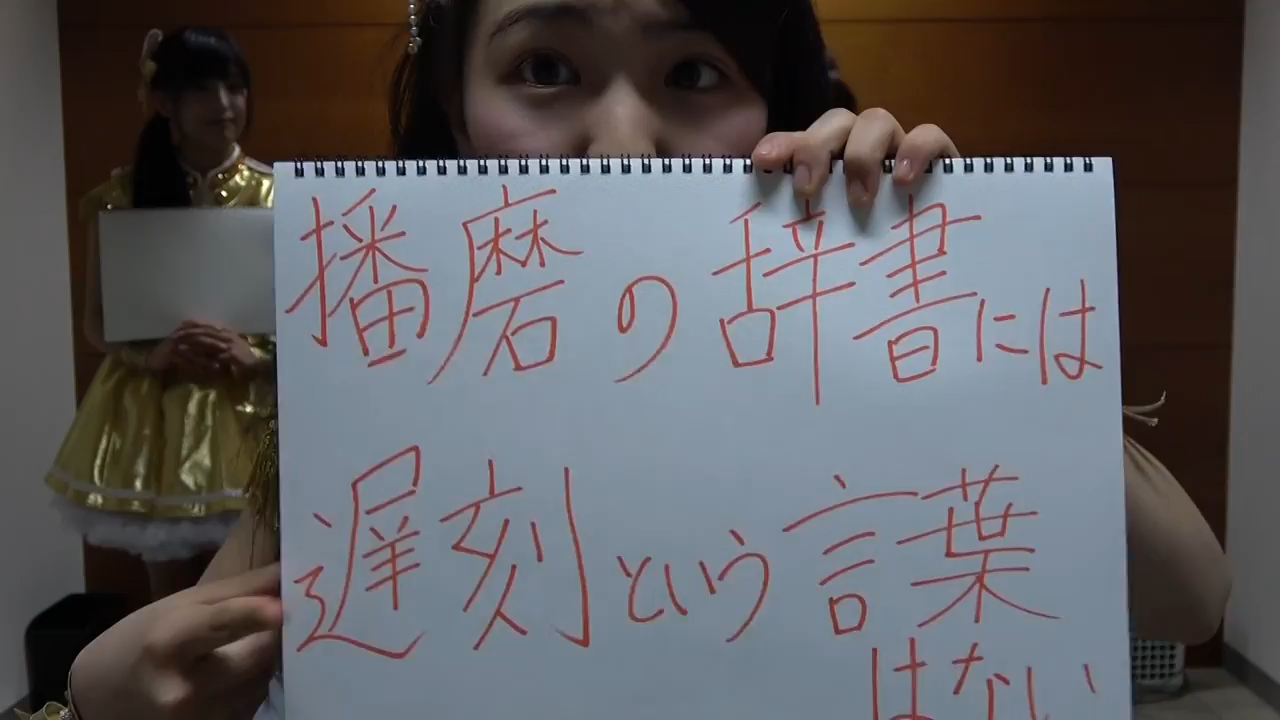 播磨の辞書には
遅刻という言葉
はない